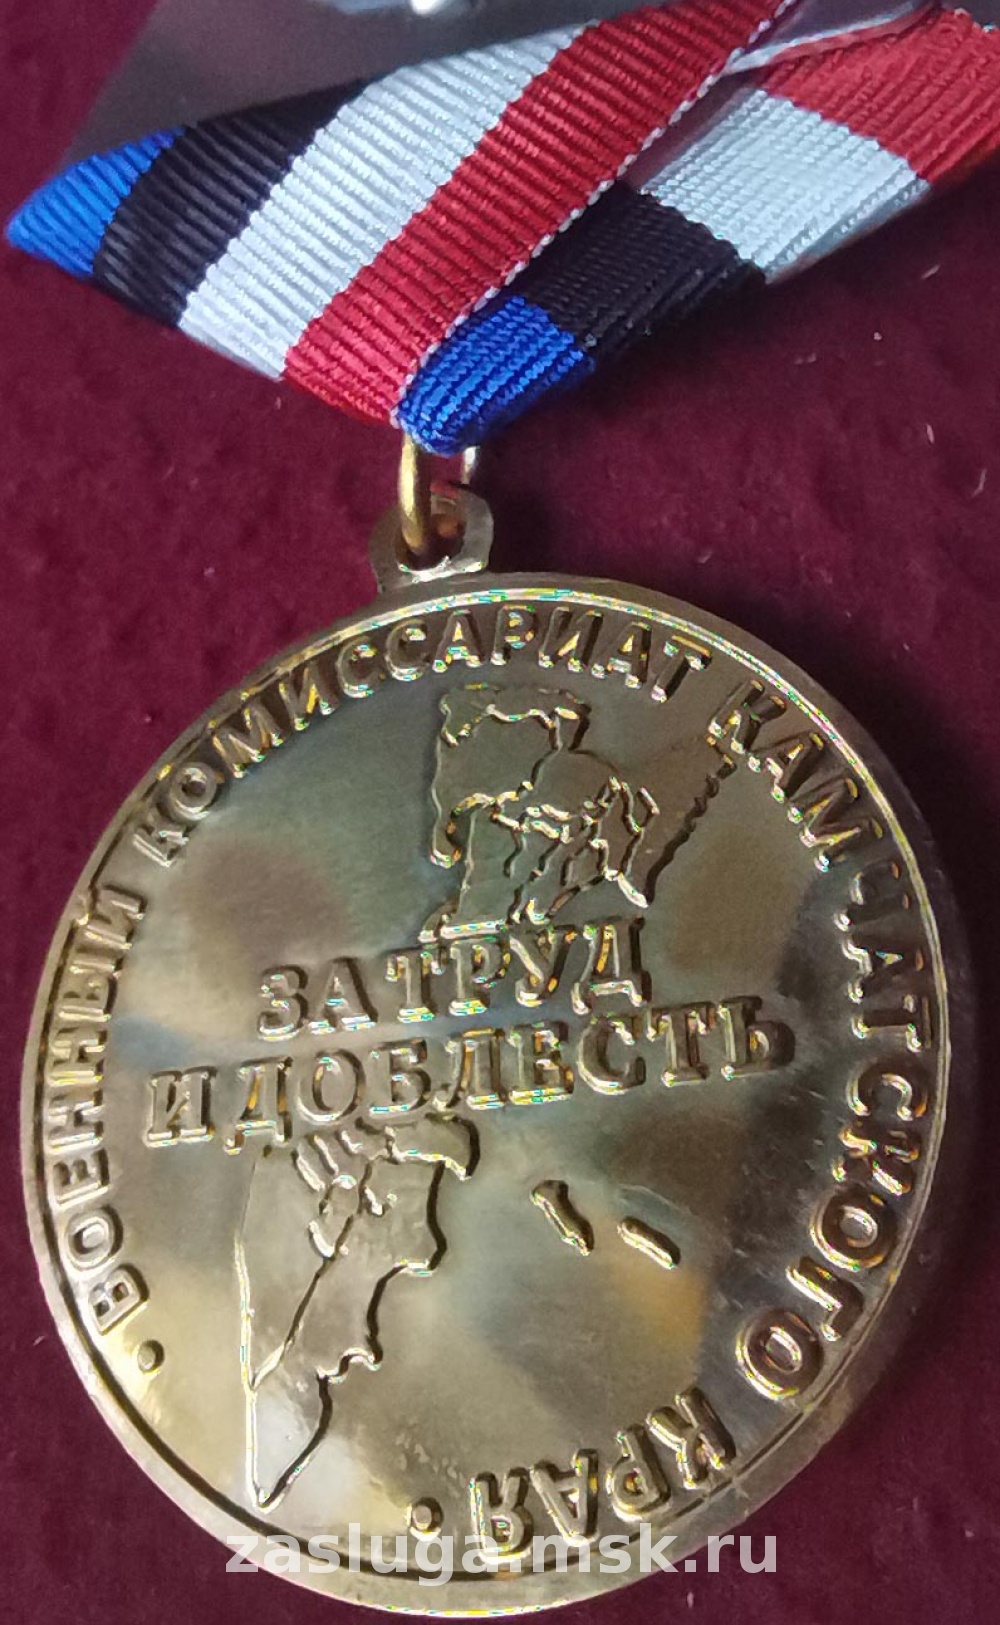 · ВОЕННЫЙ КОМИССАРИАТ КАМЧАТСКОГО КРАЯ ·
ЗА ТРУД
И ДОБЛЕСТЬ
zasluga.msk.ru